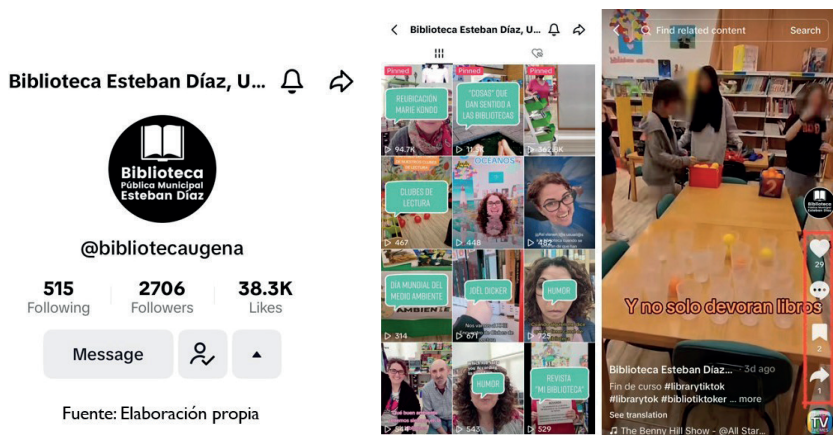 Biblioteca Esteban Díaz, U...
Biblioteca
Pública Municipal
Esteban Díaz
@bibliotecaugena
515
2706
38.3K
Following
Followers
Likes
Message
Fuente: Elaboración propia
Biblioteca Esteban Díaz, U...
Pinned
Pinned
Pinned
REUBICACIÓN
MARIE KONDO
"COSAS" QUE
DAN SENTIDO A
LAS BIBLIOTECAS
94.7K
CLUBES DE
LECTURA
OCEANOS
467
448
482
DÍA MUNDIAL DEL
MEDIO AMBIENTE
JOËL DICKER
HUMOR
314
671
725
HUMOR
REVISTA
"MI BIBLIOTECA"
543
529
Find related content
Search
29
Y no solo devoran libros
2
1
Biblioteca Esteban Díaz...
· 3d ago
Fin de curso #librarytiktok
#librarytok #bibliotiktoker ... more
See translation
The Benny Hill Show - @All Star...
TV